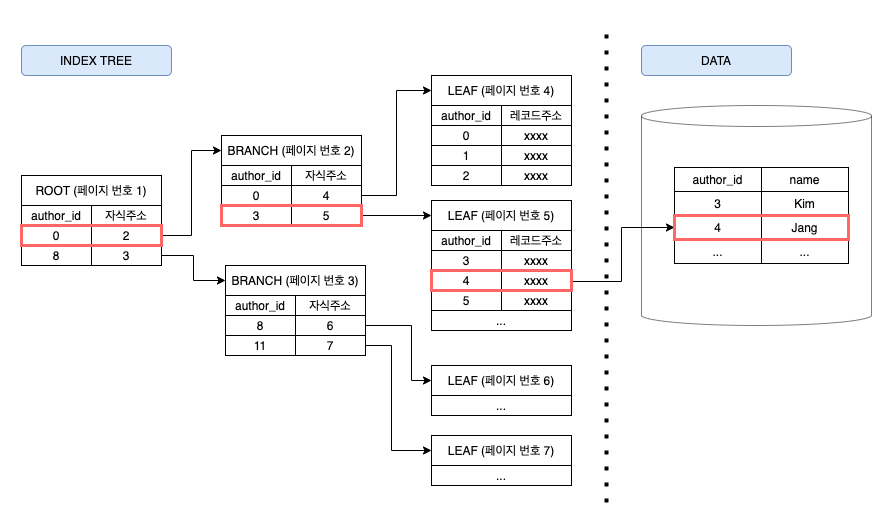 INDEX TREE
DATA
ROOT (페이지 번호 1)
author_id 자식주소
0 2
8 3
BRANCH (페이지 번호 2)
author_id 자식주소
0 4
3 5
BRANCH (페이지 번호 3)
author_id 자식주소
8 6
11 7
LEAF (페이지 번호 4)
author_id 레코드주소
0 xxxx
1 xxxx
2 xxxx
LEAF (페이지 번호 5)
author_id 레코드주소
3 xxxx
4 xxxx
5 xxxx
...
LEAF (페이지 번호 6)
...
LEAF (페이지 번호 7)
...
author_id name
3 Kim
4 Jang
... ...